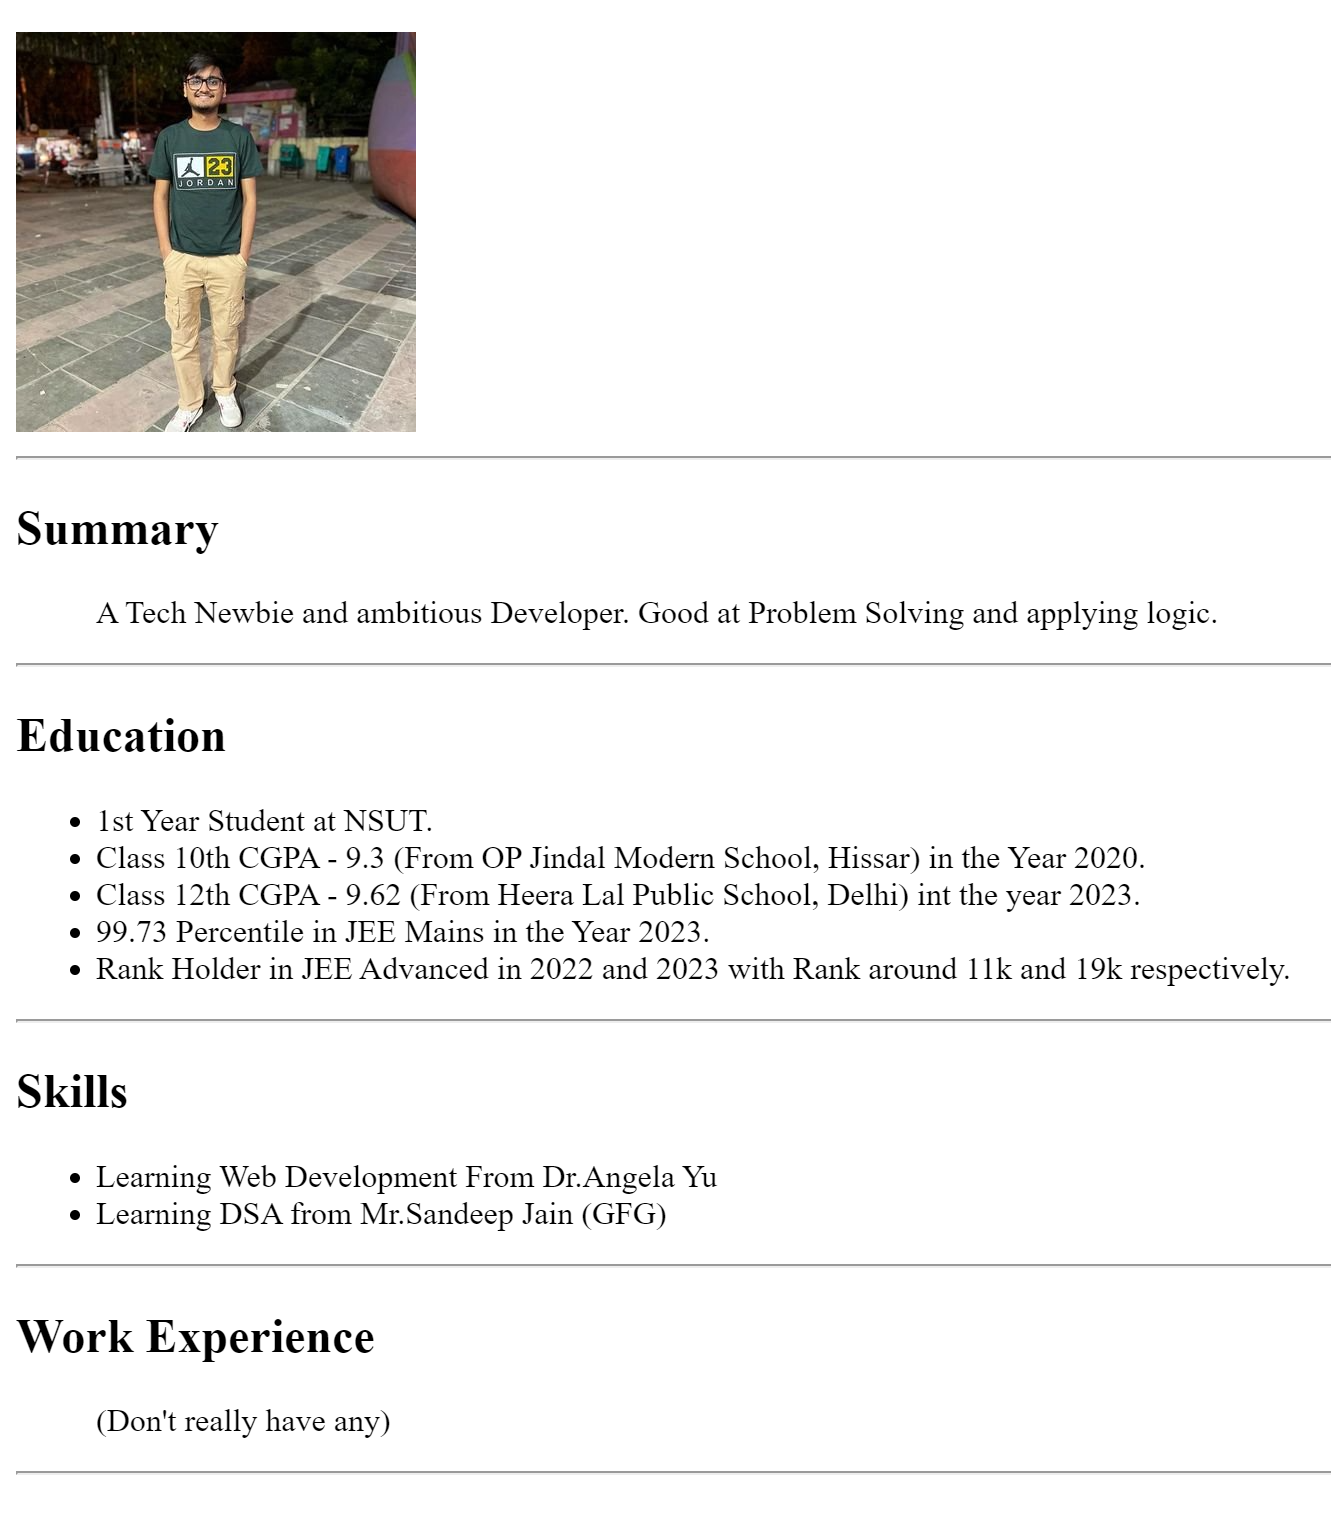 23
JORDAN
Summary
A Tech Newbie and ambitious Developer. Good at Problem Solving and applying logic.
Education
1st Year Student at NSUT.
Class 10th CGPA - 9.3 (From OP Jindal Modern School, Hissar) in the Year 2020.
Class 12th CGPA - 9.62 (From Heera Lal Public School, Delhi) int the year 2023.
99.73 Percentile in JEE Mains in the Year 2023.
Rank Holder in JEE Advanced in 2022 and 2023 with Rank around 11k and 19k respectively.
Skills
Learning Web Development From Dr.Angela Yu
Learning DSA from Mr.Sandeep Jain (GFG)
Work Experience
(Don't really have any)